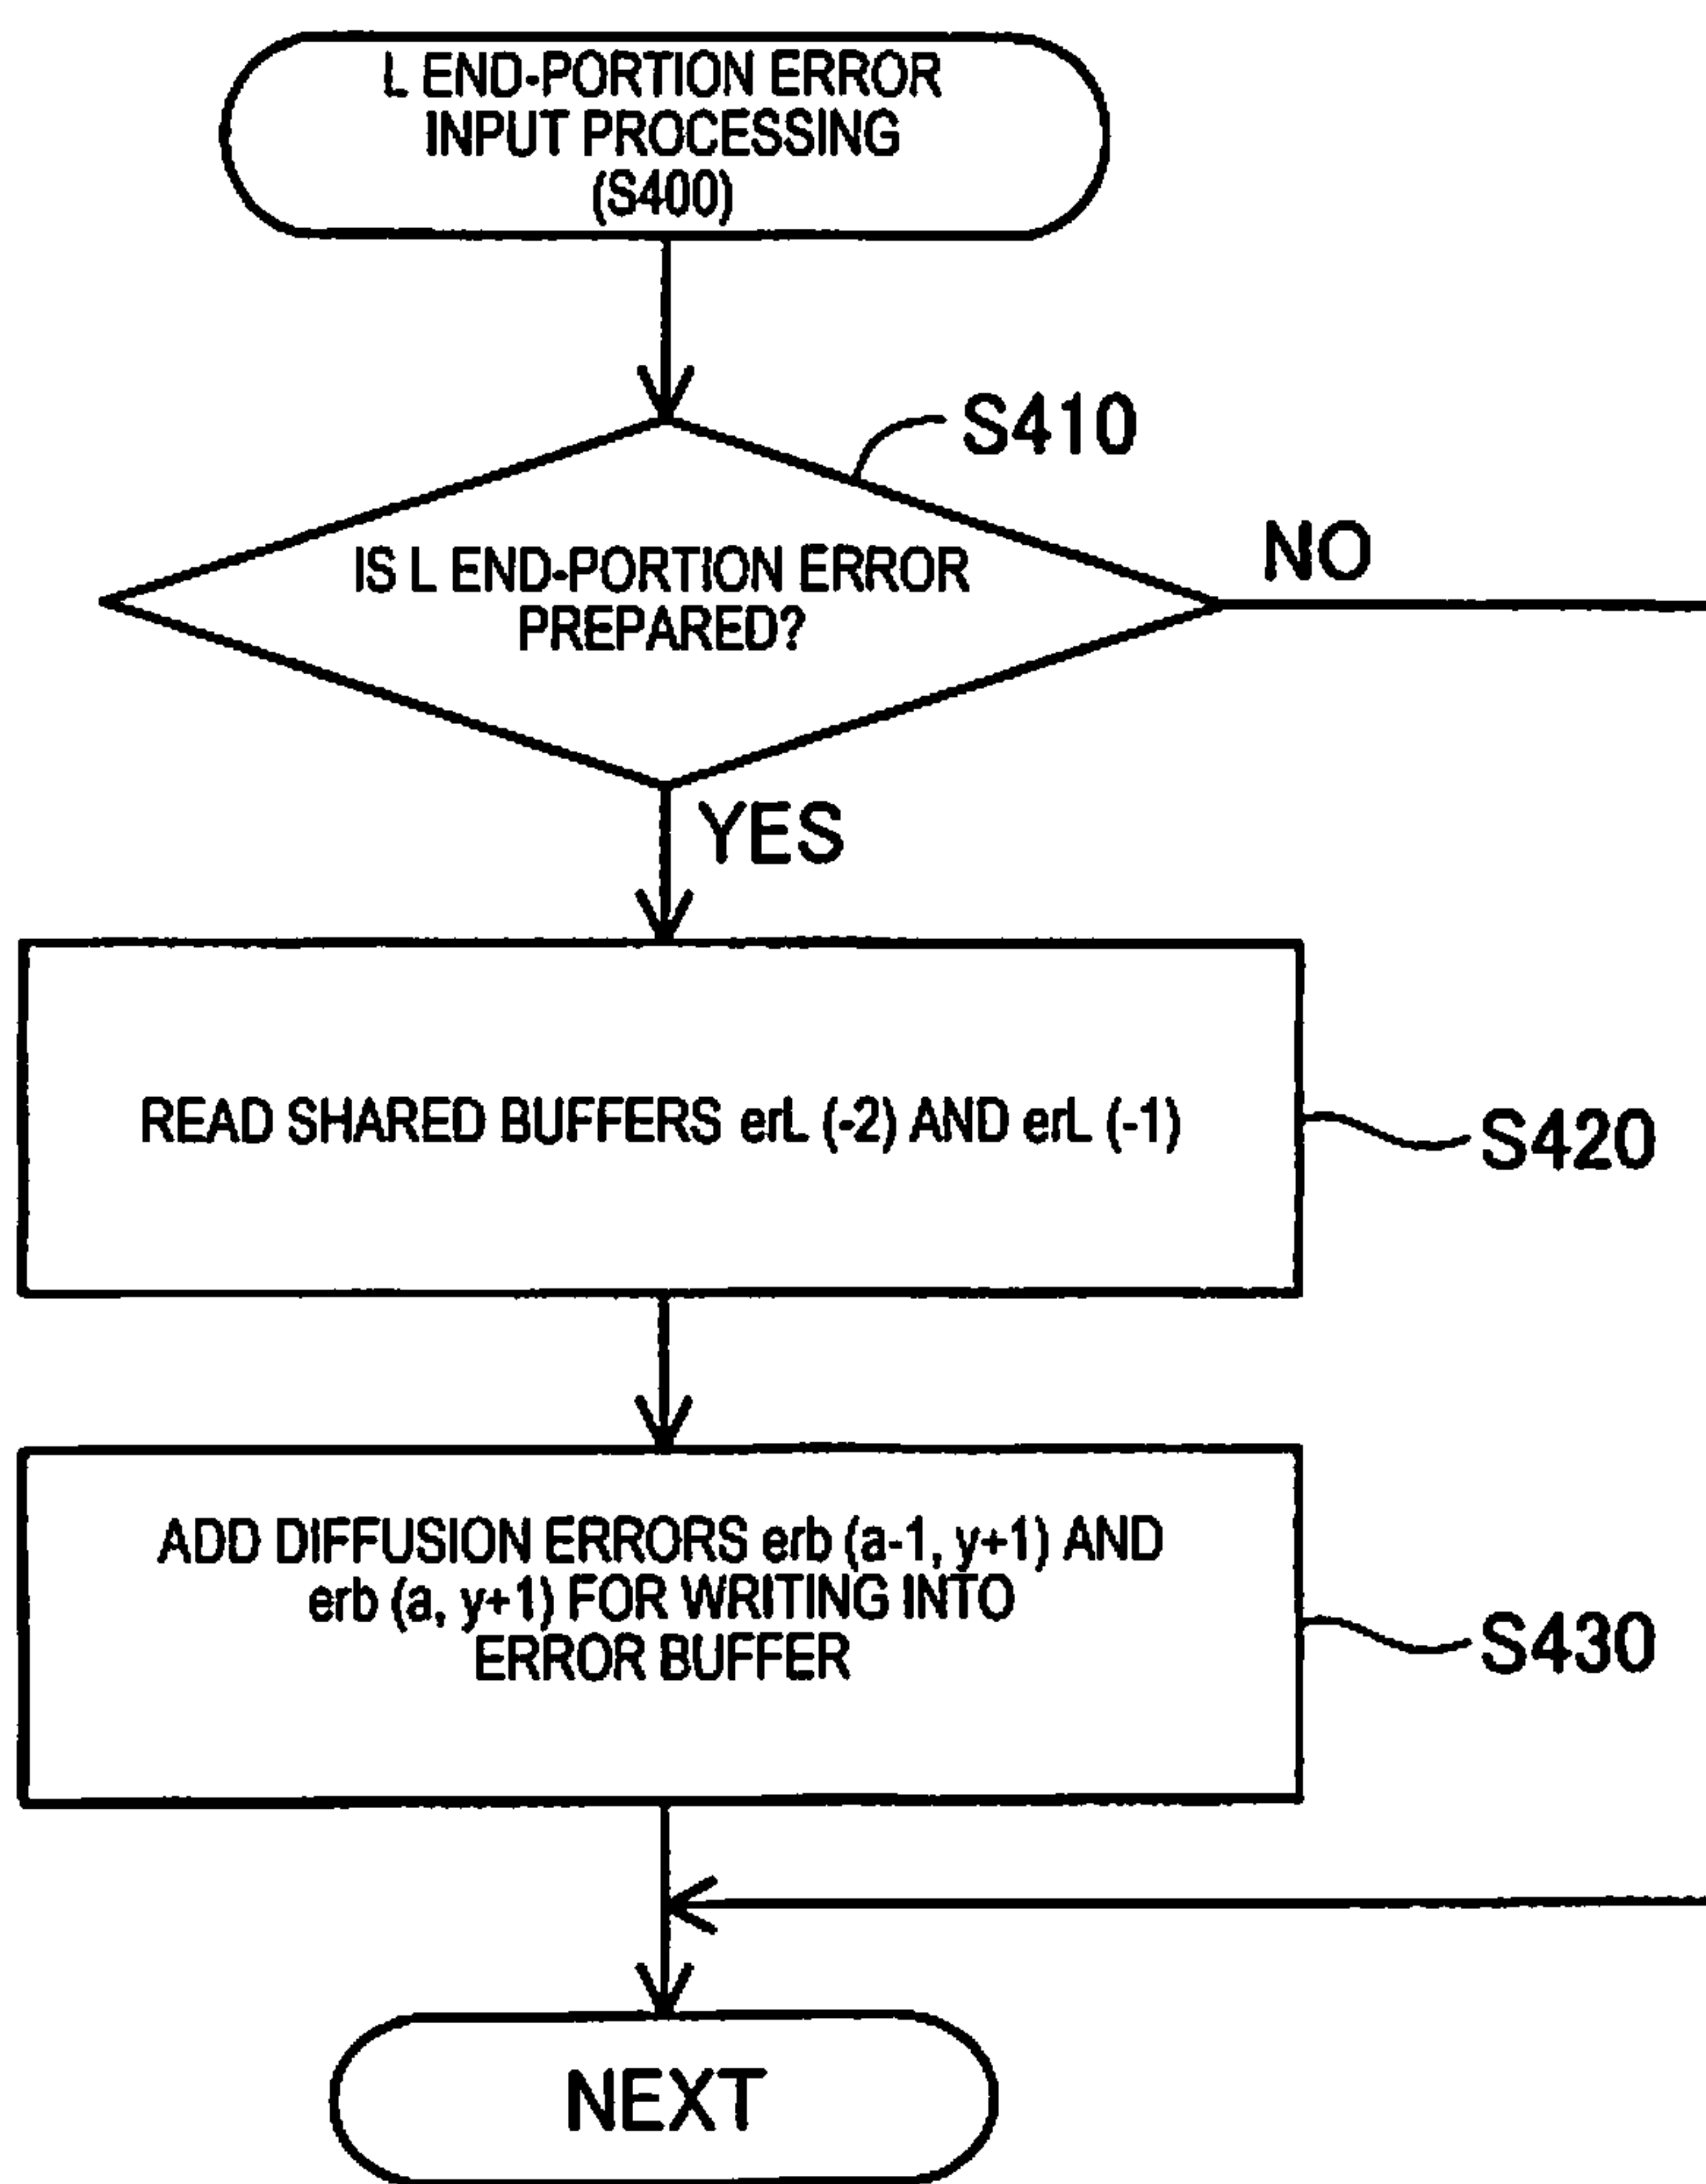 L END-PORTION ERROR
INPUT PROCESSING
(S400)
S410
NO
IS L END-PORTION ERROR
PREPARED?
YES
READ SHARED BUFFERS erL (-2) AND erL (-1)
S420
ADD DIFFUSION ERRORS erb (a-1, y+1) AND
erb (a, y+1) FOR WRITING INTO
ERROR BUFFER
S430
NEXT